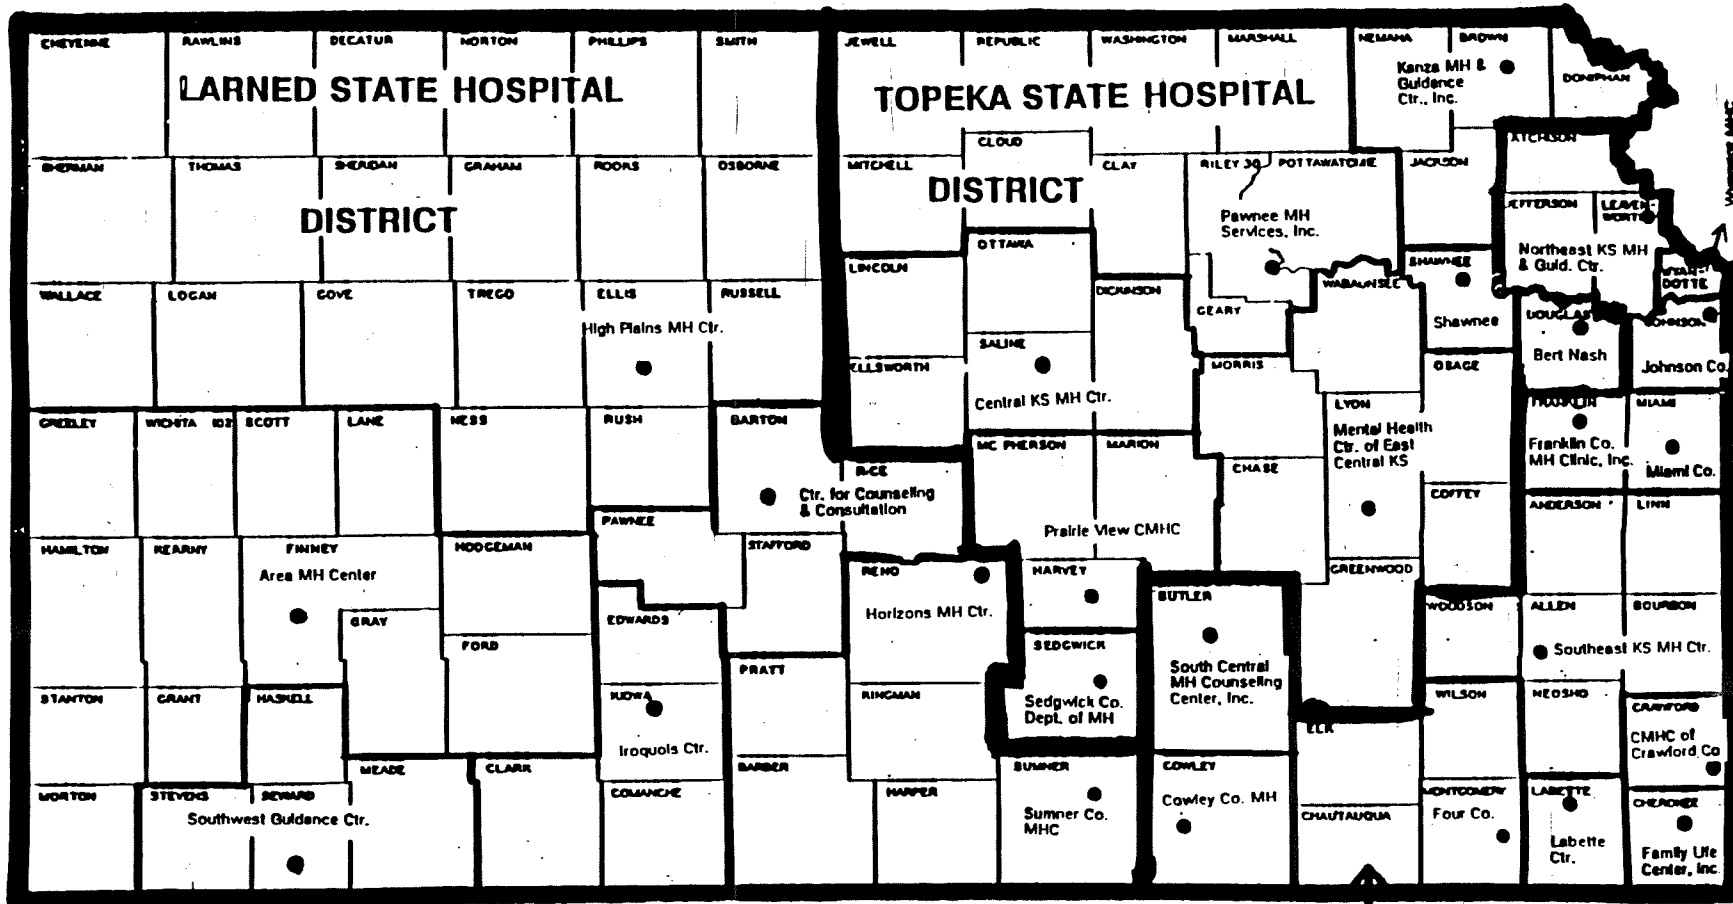 CHEYENNE
RAWLINS
DECATUR
NORTON
PHILLIPS
SMITH
JEWELL
REPUBLIC
WASHINGTON
MARSHALL
NEMAHA
BROWN
DONIPHAN
LARNED STATE HOSPITAL
DISTRICT
TOPEKA STATE HOSPITAL
DISTRICT
Kanza MH &
Guidance
Ctr., Inc.
ATCHISON
SHERMAN
THOMAS
SHERIDAN
GRAHAM
ROOKS
OSBORNE
MITCHELL
CLOUD
CLAY
RILEY 30
POTTAWATOMIE
JACKSON
JEFFERSON
LEAVEN-
WORTH
Pawnee MH
Services, Inc.
Northeast KS MH
& Guid. Ctr.
WYAN-
DOTTE
WALLACE
LOGAN
GOVE
TREGO
ELLIS
RUSSELL
LINCOLN
OTTAWA
DICKINSON
GEARY
WABAUNSEE
SHAWNEE
Shawnee
DOUGLAS
Bert Nash
JOHNSON
Johnson Co.
High Plains MH Ctr.
ELLSWORTH
SALINE
Central KS MH Ctr.
MORRIS
OSAGE
GREELEY
WICHITA 102
SCOTT
LANE
NESS
RUSH
BARTON
RICE
Ctr. for Counseling
& Consultation
MC PHERSON
MARION
Prairie View CMHC
CHASE
LYON
Mental Health
Ctr. of East
Central KS
COFFEY
FRANKLIN
Franklin Co.
MH Clinic, Inc.
MIAMI
Miami Co.
ANDERSON
LINN
HAMILTON
KEARNY
FINNEY
Area MH Center
HODGEMAN
PAWNEE
STAFFORD
RENO
Horizons MH Ctr.
HARVEY
BUTLER
South Central
MH Counseling
Center, Inc.
GREENWOOD
WOODSON
ALLEN
BOURBON
Southeast KS MH Ctr.
GRAY
FORD
EDWARDS
PRATT
SEDGWICK
Sedgwick Co.
Dept. of MH
STANTON
GRANT
HASKELL
KIOWA
Iroquois Ctr.
KINGMAN
ELK
WILSON
NEOSHO
CRAWFORD
CMHC of
Crawford Co
MORTON
STEVENS
SEWARD
Southwest Guidance Ctr.
MEADE
CLARK
COMANCHE
BARBER
HARPER
SUMNER
Sumner Co.
MHC
COWLEY
Cowley Co. MH
CHAUTAUQUA
MONTGOMERY
Four Co.
LABETTE
Labette
Ctr.
CHEROKEE
Family Life
Center, Inc